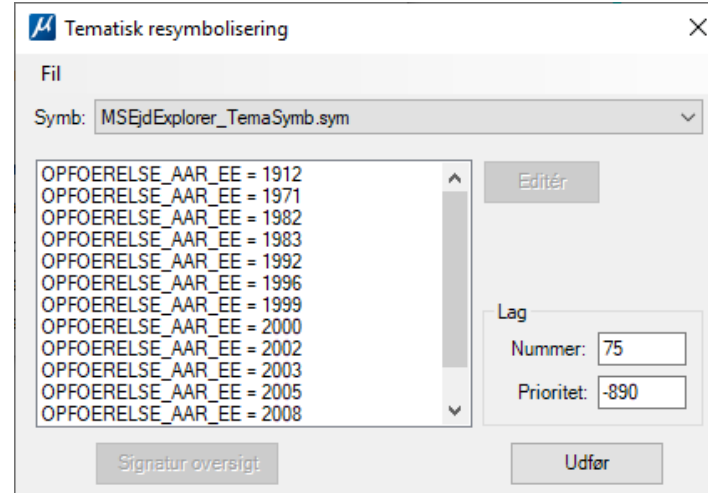 Tematisk resymbolisering
Fil
Symb: MSEjdExplorer_TemaSymb.sym
OPFOERELSE_AAR_EE = 1912
OPFOERELSE_AAR_EE = 1971
OPFOERELSE_AAR_EE = 1982
OPFOERELSE_AAR_EE = 1983
OPFOERELSE_AAR_EE = 1992
OPFOERELSE_AAR_EE = 1996
OPFOERELSE_AAR_EE = 1999
OPFOERELSE_AAR_EE = 2000
OPFOERELSE_AAR_EE = 2002
OPFOERELSE_AAR_EE = 2003
OPFOERELSE_AAR_EE = 2005
OPFOERELSE_AAR_EE = 2008
Editér
Lag
Nummer: 75
Prioritet: -890
Signatur oversigt
Udfør